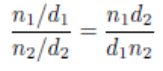 n₁/d₁ / n₂/d₂ = n₁d₂ / d₁n₂